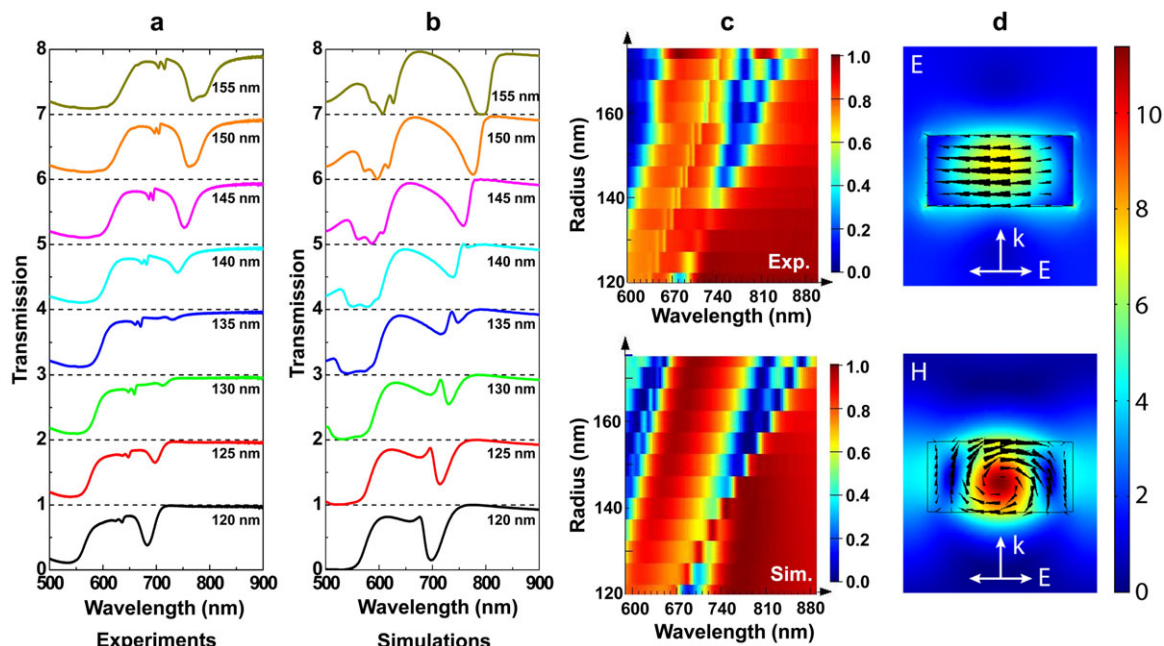 a
b
c
d
Transmission
8
7
6
5
4
3
2
1
0
155 nm
150 nm
145 nm
140 nm
135 nm
130 nm
125 nm
120 nm
500 600 700 800 900
Wavelength (nm)
Experiments
Transmission
8
7
6
5
4
3
2
1
0
155 nm
150 nm
145 nm
140 nm
135 nm
130 nm
125 nm
120 nm
500 600 700 800 900
Wavelength (nm)
Simulations
Radius (nm)
160
140
120
Exp.
600 670 740 810 880
Wavelength (nm)
1.0
0.8
0.6
0.4
0.2
0.0
Radius (nm)
160
140
120
Sim.
600 670 740 810 880
Wavelength (nm)
1.0
0.8
0.6
0.4
0.2
0.0
E
k
E
H
k
E
10
8
6
4
2
0